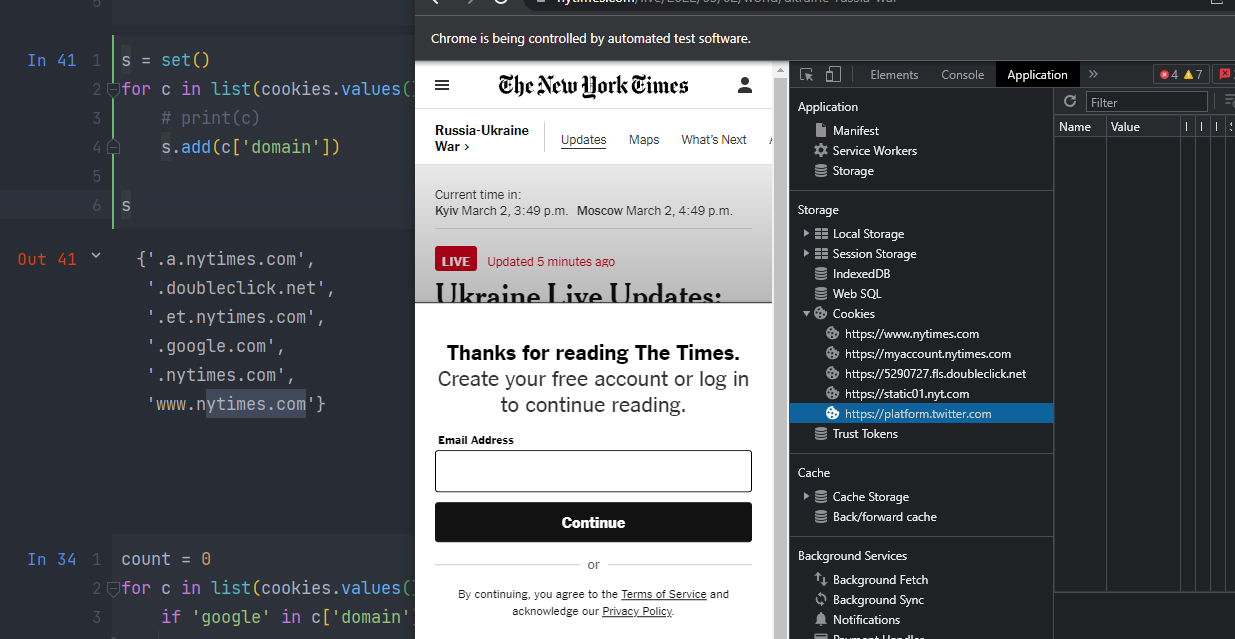 5
In 41
1 s = set()
2 for c in list(cookies.values(
3 # print(c)
4 s.add(c['domain'])
5
6 s
Out 41
{'.a.nytimes.com',
'.doubleclick.net',
'.et.nytimes.com',
'.google.com',
'.nytimes.com',
'www.nytimes.com'}
In 34
1 count = 0
2 for c in list(cookies.values(
3 if 'google' in c['domain'
nytimes.com/live/2022/03/02/world/ukraine-russia-war
Chrome is being controlled by automated test software.
The New York Times
Russia-Ukraine
War ›
Updates Maps What's Next
Current time in:
Kyiv March 2, 3:49 p.m. Moscow March 2, 4:49 p.m.
LIVE Updated 5 minutes ago
Ukraine Live Updates:
Thanks for reading The Times.
Create your free account or log in
to continue reading.
Email Address
Continue
or
By continuing, you agree to the Terms of Service and
acknowledge our Privacy Policy.
Elements Console Application » 4 7
Application
Manifest
Service Workers
Storage
Storage
Local Storage
Session Storage
IndexedDB
Web SQL
Cookies
https://www.nytimes.com
https://myaccount.nytimes.com
https://5290727.fls.doubleclick.net
https://static01.nyt.com
https://platform.twitter.com
Trust Tokens
Cache
Cache Storage
Back/forward cache
Background Services
Background Fetch
Background Sync
Notifications
Payment Handler
Filter
Name Value